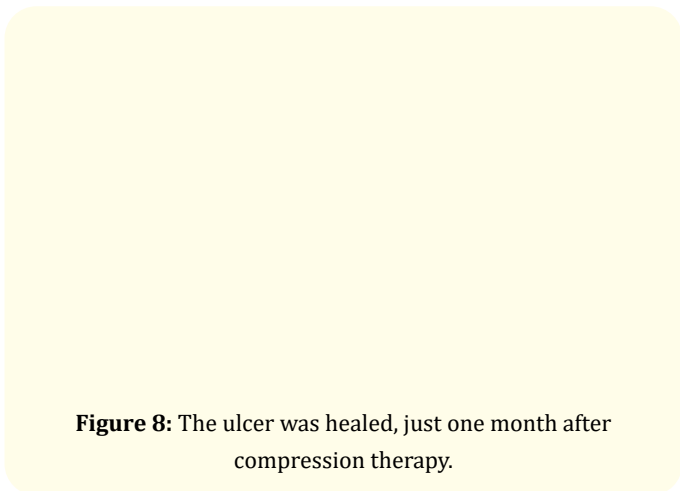 Figure 8: The ulcer was healed, just one month after
compression therapy.